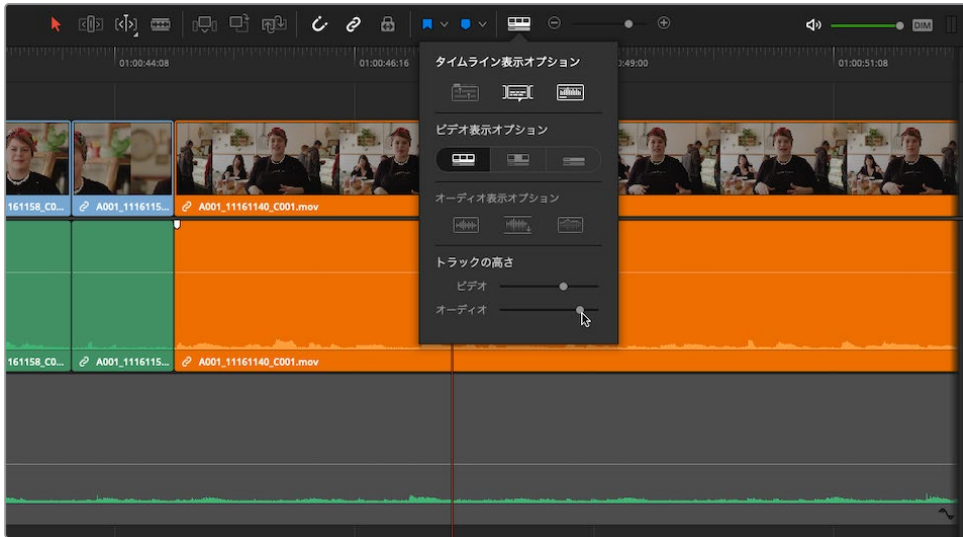 DIM
01:00:44:08
01:00:46:16
:49:00
01:00:51:08
タイムライン表示オプション
ビデオ表示オプション
オーディオ表示オプション
トラックの高さ
ビデオ
オーディオ
161158_C0...
A001_1116115...
A001_11161140_C001.mov
161158_C0...
A001_1116115...
A001_11161140_C001.mov